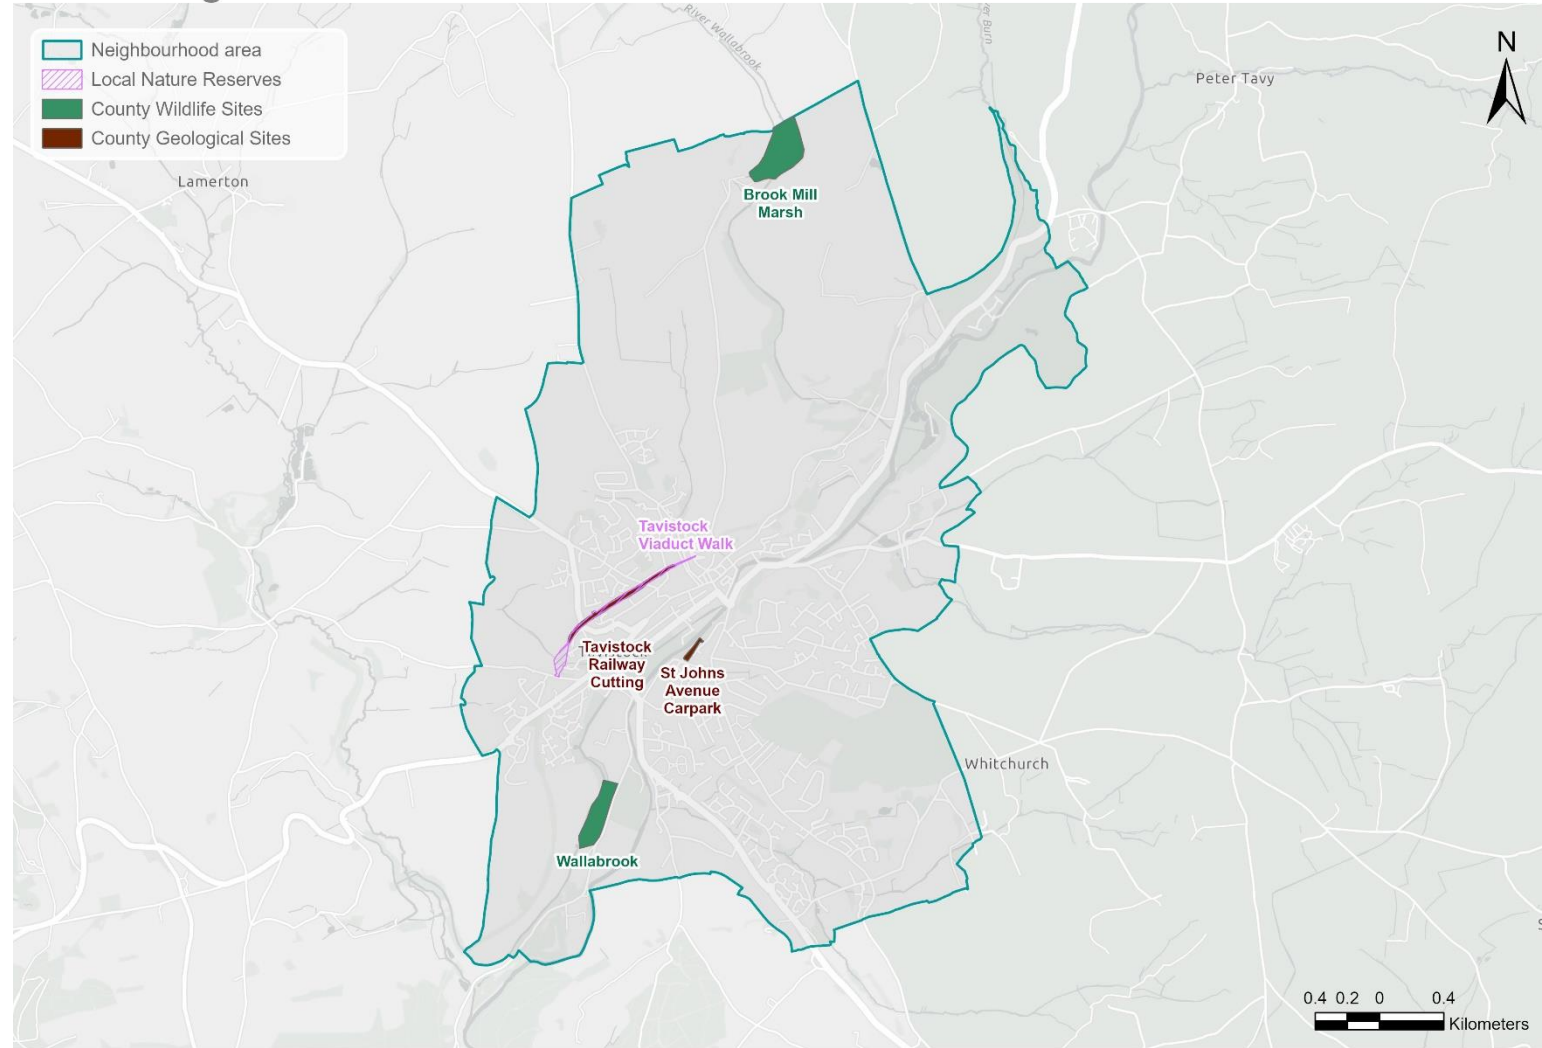 Neighbourhood area
Local Nature Reserves
County Wildlife Sites
County Geological Sites
River Wallabrook
N
Peter Tavy
Lamerton
Brook Mill
Marsh
Tavistock
Viaduct Walk
Tavistock
Railway
Cutting
St Johns
Avenue
Carpark
Whitchurch
Wallabrook
0.4 0.2 0 0.4
Kilometers